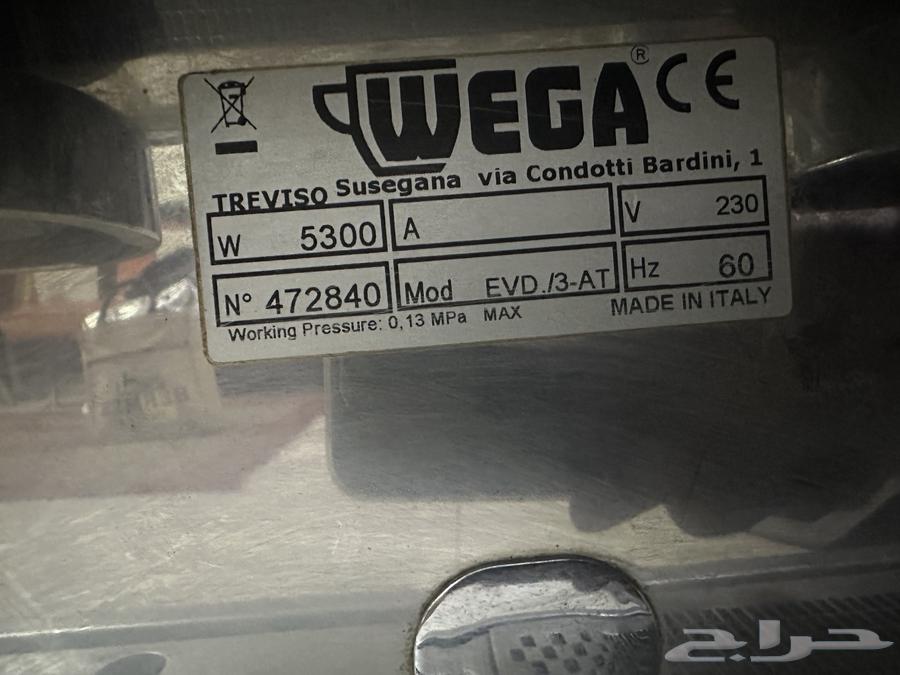 WEGA® CE
TREVISO Susegana via Condotti Bardini, 1
W 5300 A V 230
N° 472840 Mod EVD./3-AT Hz 60
Working Pressure: 0,13 MPa MAX MADE IN ITALY
حراج